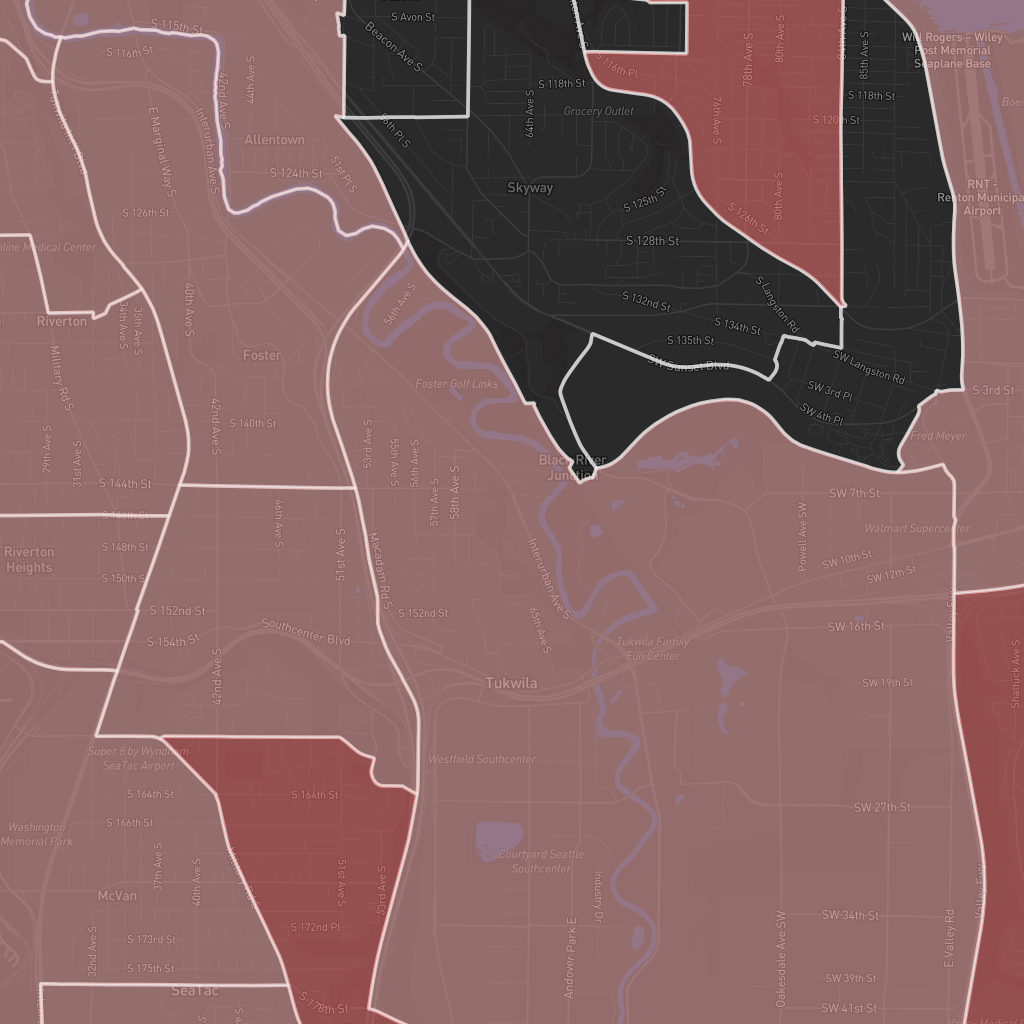 S Avon St
Beacon Ave S
S 115th St
S 116th St
42nd Ave S
44th Ave S
S 116th Pl
78th Ave S
80th Ave S
85th Ave S
Will Rogers - Wiley
Post Memorial
Seaplane Base
S 118th St
S 118th St
Grocery Outlet
64th Ave S
76th Ave S
S 120th St
E Marginal Way S
Interurban Ave S
Allentown
S 124th St
51st Pl S
56th Pl S
Skyway
S 125th St
80th Ave S
S 126th St
RNT -
Renton Municipa
Airport
S 126th St
S 128th St
oline Medical Center
40th Ave S
56th Ave S
S 132nd St
S Langston Rd
S 134th St
S 135th St
Riverton
34th Ave S
35th Ave S
Foster
Military Rd S
Foster Golf Links
SW Sunset Blvd
SW Langston Rd
SW 3rd Pl
SW 4th Pl
S 3rd St
42nd Ave S
S 140th St
53rd Ave S
55th Ave S
56th Ave S
29th Ave S
31st Ave S
Fred Meyer
Black River
Junction
S 144th St
57th Ave S
58th Ave S
SW 7th St
S 146th St
46th Ave S
51st Ave S
Macadam Rd S
Powell Ave SW
Walmart Supercenter
Riverton
Heights
S 148th St
S 150th St
Interurban Ave S
SW 10th St
SW 12th St
S 152nd St
S 152nd St
65th Ave S
S 154th St
Southcenter Blvd
Tukwila Family
Fun Center
SW 16th St
Valley Fwy
42nd Ave S
Tukwila
SW 19th St
Shattuck Ave S
Super 8 by Wyndham
SeaTac Airport
Westfield Southcenter
S 164th St
S 164th St
SW 27th St
S 166th St
Washington
Memorial Park
37th Ave S
40th Ave S
Military Rd S
51st Ave S
53rd Ave S
Courtyard Seattle
Southcenter
Industry Dr
Valley Fwy
McVan
S 172nd Pl
SW 34th St
32nd Ave S
S 173rd St
Andover Park E
Oakesdale Ave SW
E Valley Rd
S 175th St
SW 39th St
SeaTac
S 178th St
SW 41st St